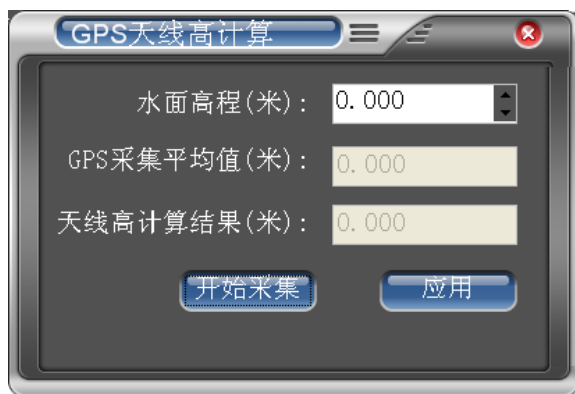 GPS天线高计算
水面高程(米): 0.000
GPS采集平均值(米): 0.000
天线高计算结果(米): 0.000
开始采集 应用